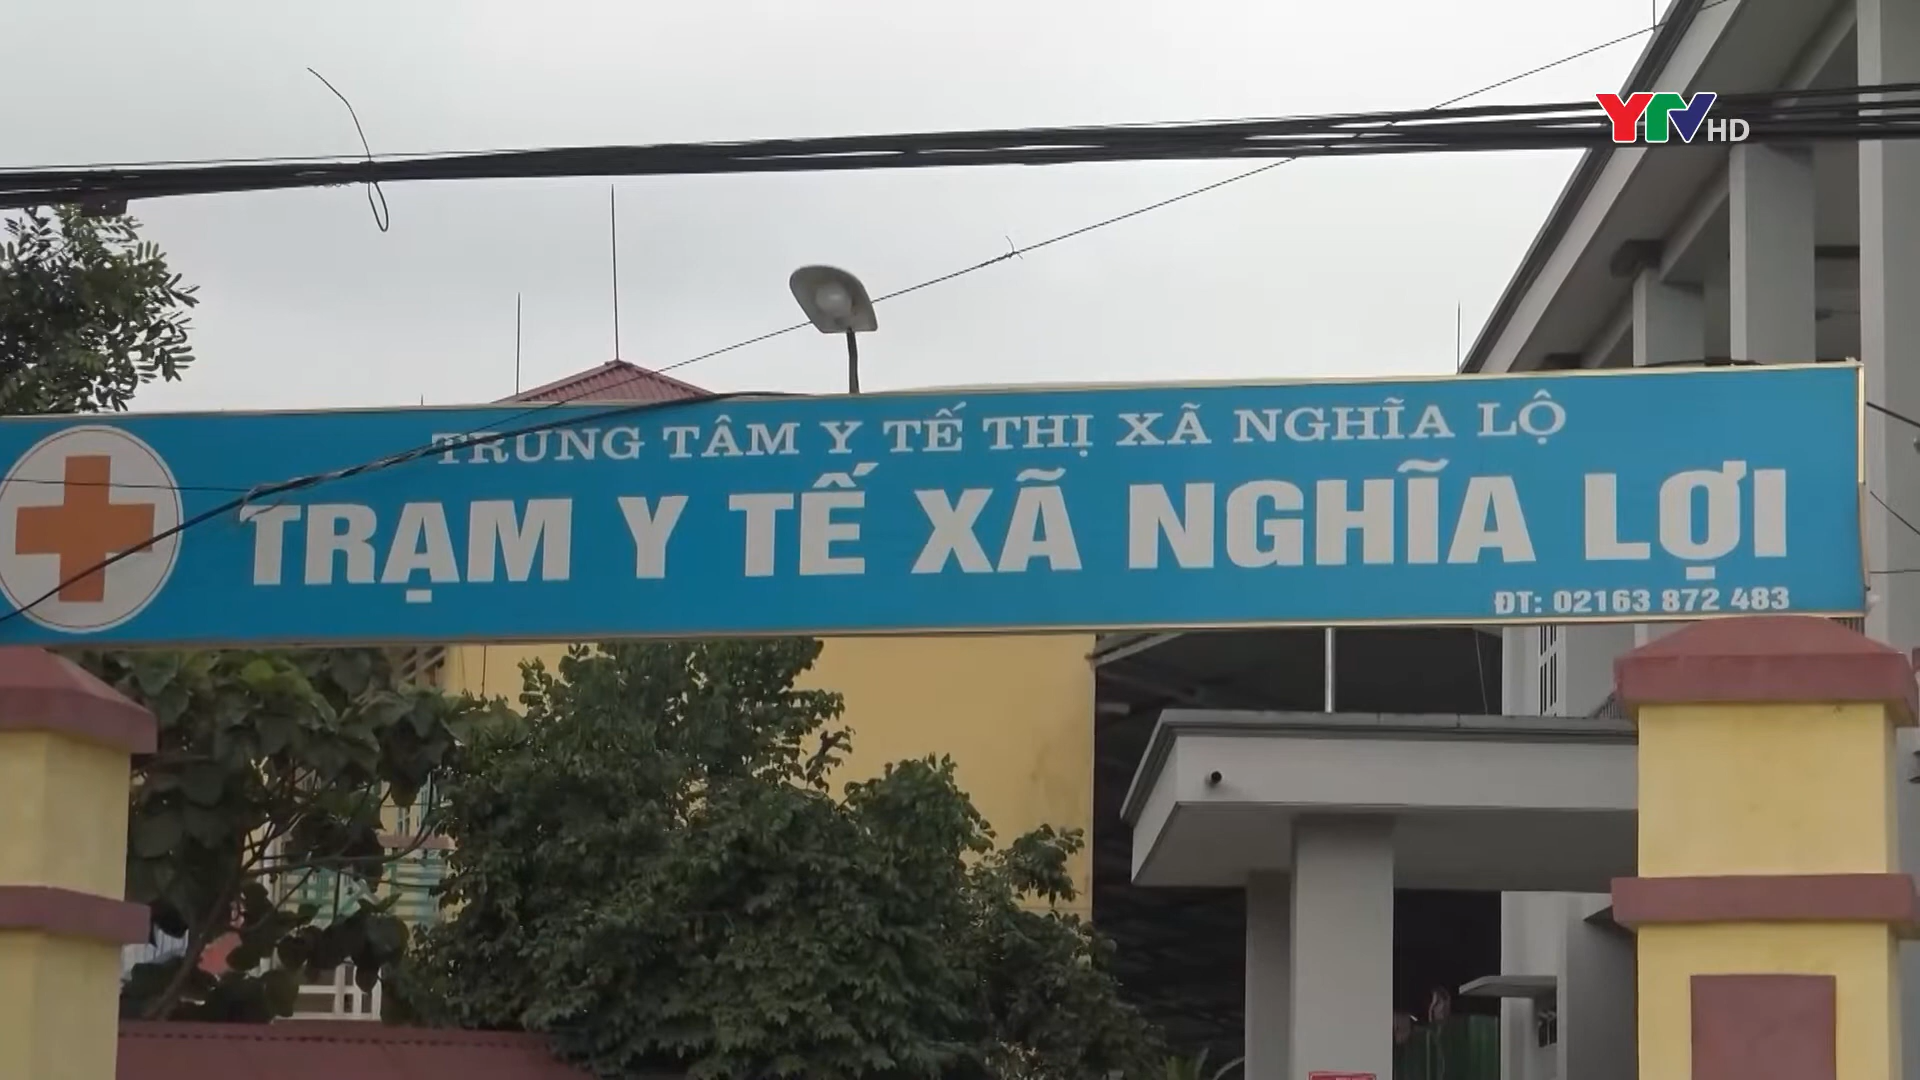 YTV HD
TRUNG TÂM Y TẾ THỊ XÃ NGHĨA LỘ
TRẠM Y TẾ XÃ NGHĨA LỢI
ĐT: 02163 872 483